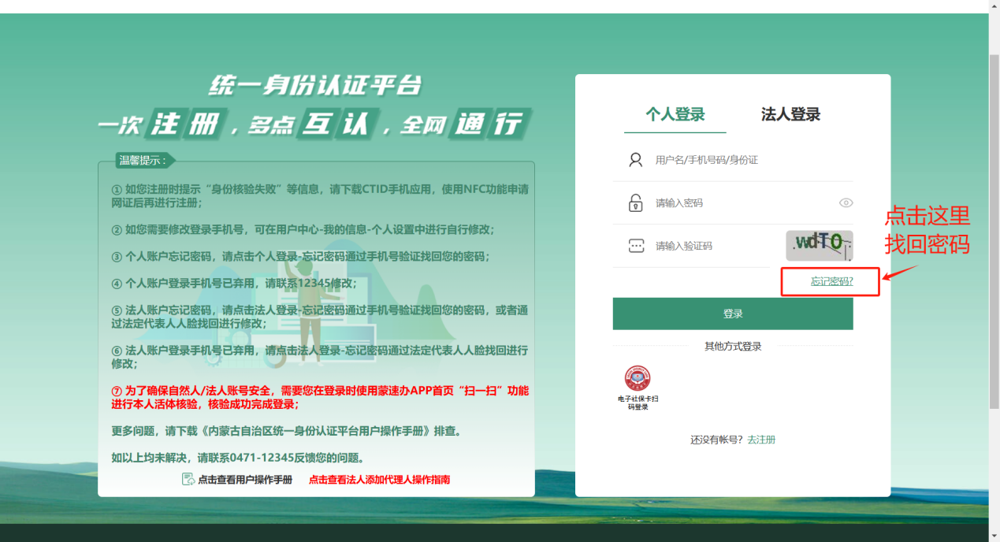 统一身份认证平台
一次注册，多点互认，全网通行
温馨提示：
① 如您注册时提示“身份核验失败”等信息，请下载CTID手机应用，使用NFC功能申请
网证后再进行注册；
② 如您需要修改登录手机号，可在用户中心-我的信息-个人设置中进行自行修改；
③ 个人账户忘记密码，请点击个人登录-忘记密码通过手机号验证找回您的密码；
④ 个人账户登录手机号已弃用，请联系12345修改；
⑤ 法人账户忘记密码，请点击法人登录-忘记密码通过手机号验证找回您的密码，或者通
过法定代表人人脸找回进行修改；
⑥ 法人账户登录手机号已弃用，请点击法人登录-忘记密码通过法定代表人人脸找回进行
修改；
⑦ 为了确保自然人/法人账号安全，需要您在登录时使用蒙速办APP首页“扫一扫”功能
进行本人活体核验，核验成功完成登录；
更多问题，请下载《内蒙古自治区统一身份认证平台用户操作手册》排查。
如以上均未解决，请联系0471-12345反馈您的问题。
点击查看用户操作手册 点击查看法人添加代理人操作指南
个人登录 法人登录
用户名/手机号码/身份证
请输入密码
请输入验证码
wdTO
忘记密码?
登录
其他方式登录
电子社保卡扫
码登录
还没有帐号? 去注册
点击这里
找回密码